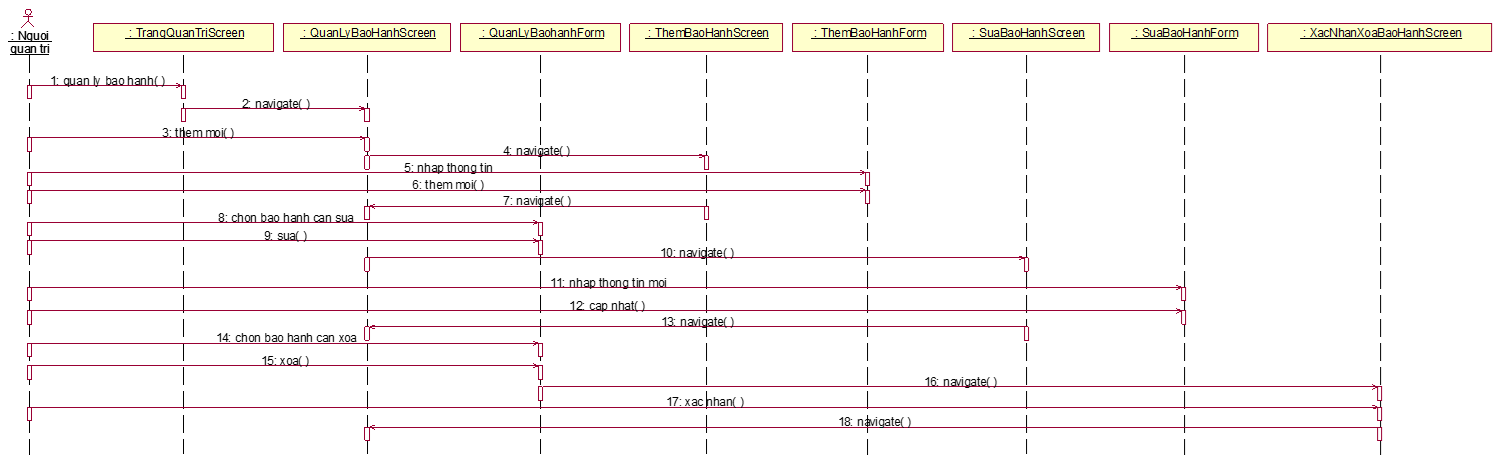 : Nguoi
quan tri
: TrangQuanTriScreen
: QuanLyBaoHanhScreen
: QuanLyBaohanhForm
: ThemBaoHanhScreen
: ThemBaoHanhForm
: SuaBaoHanhScreen
: SuaBaoHanhForm
: XacNhanXoaBaoHanhScreen
1: quan ly bao hanh( )
2: navigate( )
3: them moi( )
4: navigate( )
5: nhap thong tin
6: them moi( )
7: navigate( )
8: chon bao hanh can sua
9: sua( )
10: navigate( )
11: nhap thong tin moi
12: cap nhat( )
13: navigate( )
14: chon bao hanh can xoa
15: xoa( )
16: navigate( )
17: xac nhan( )
18: navigate( )